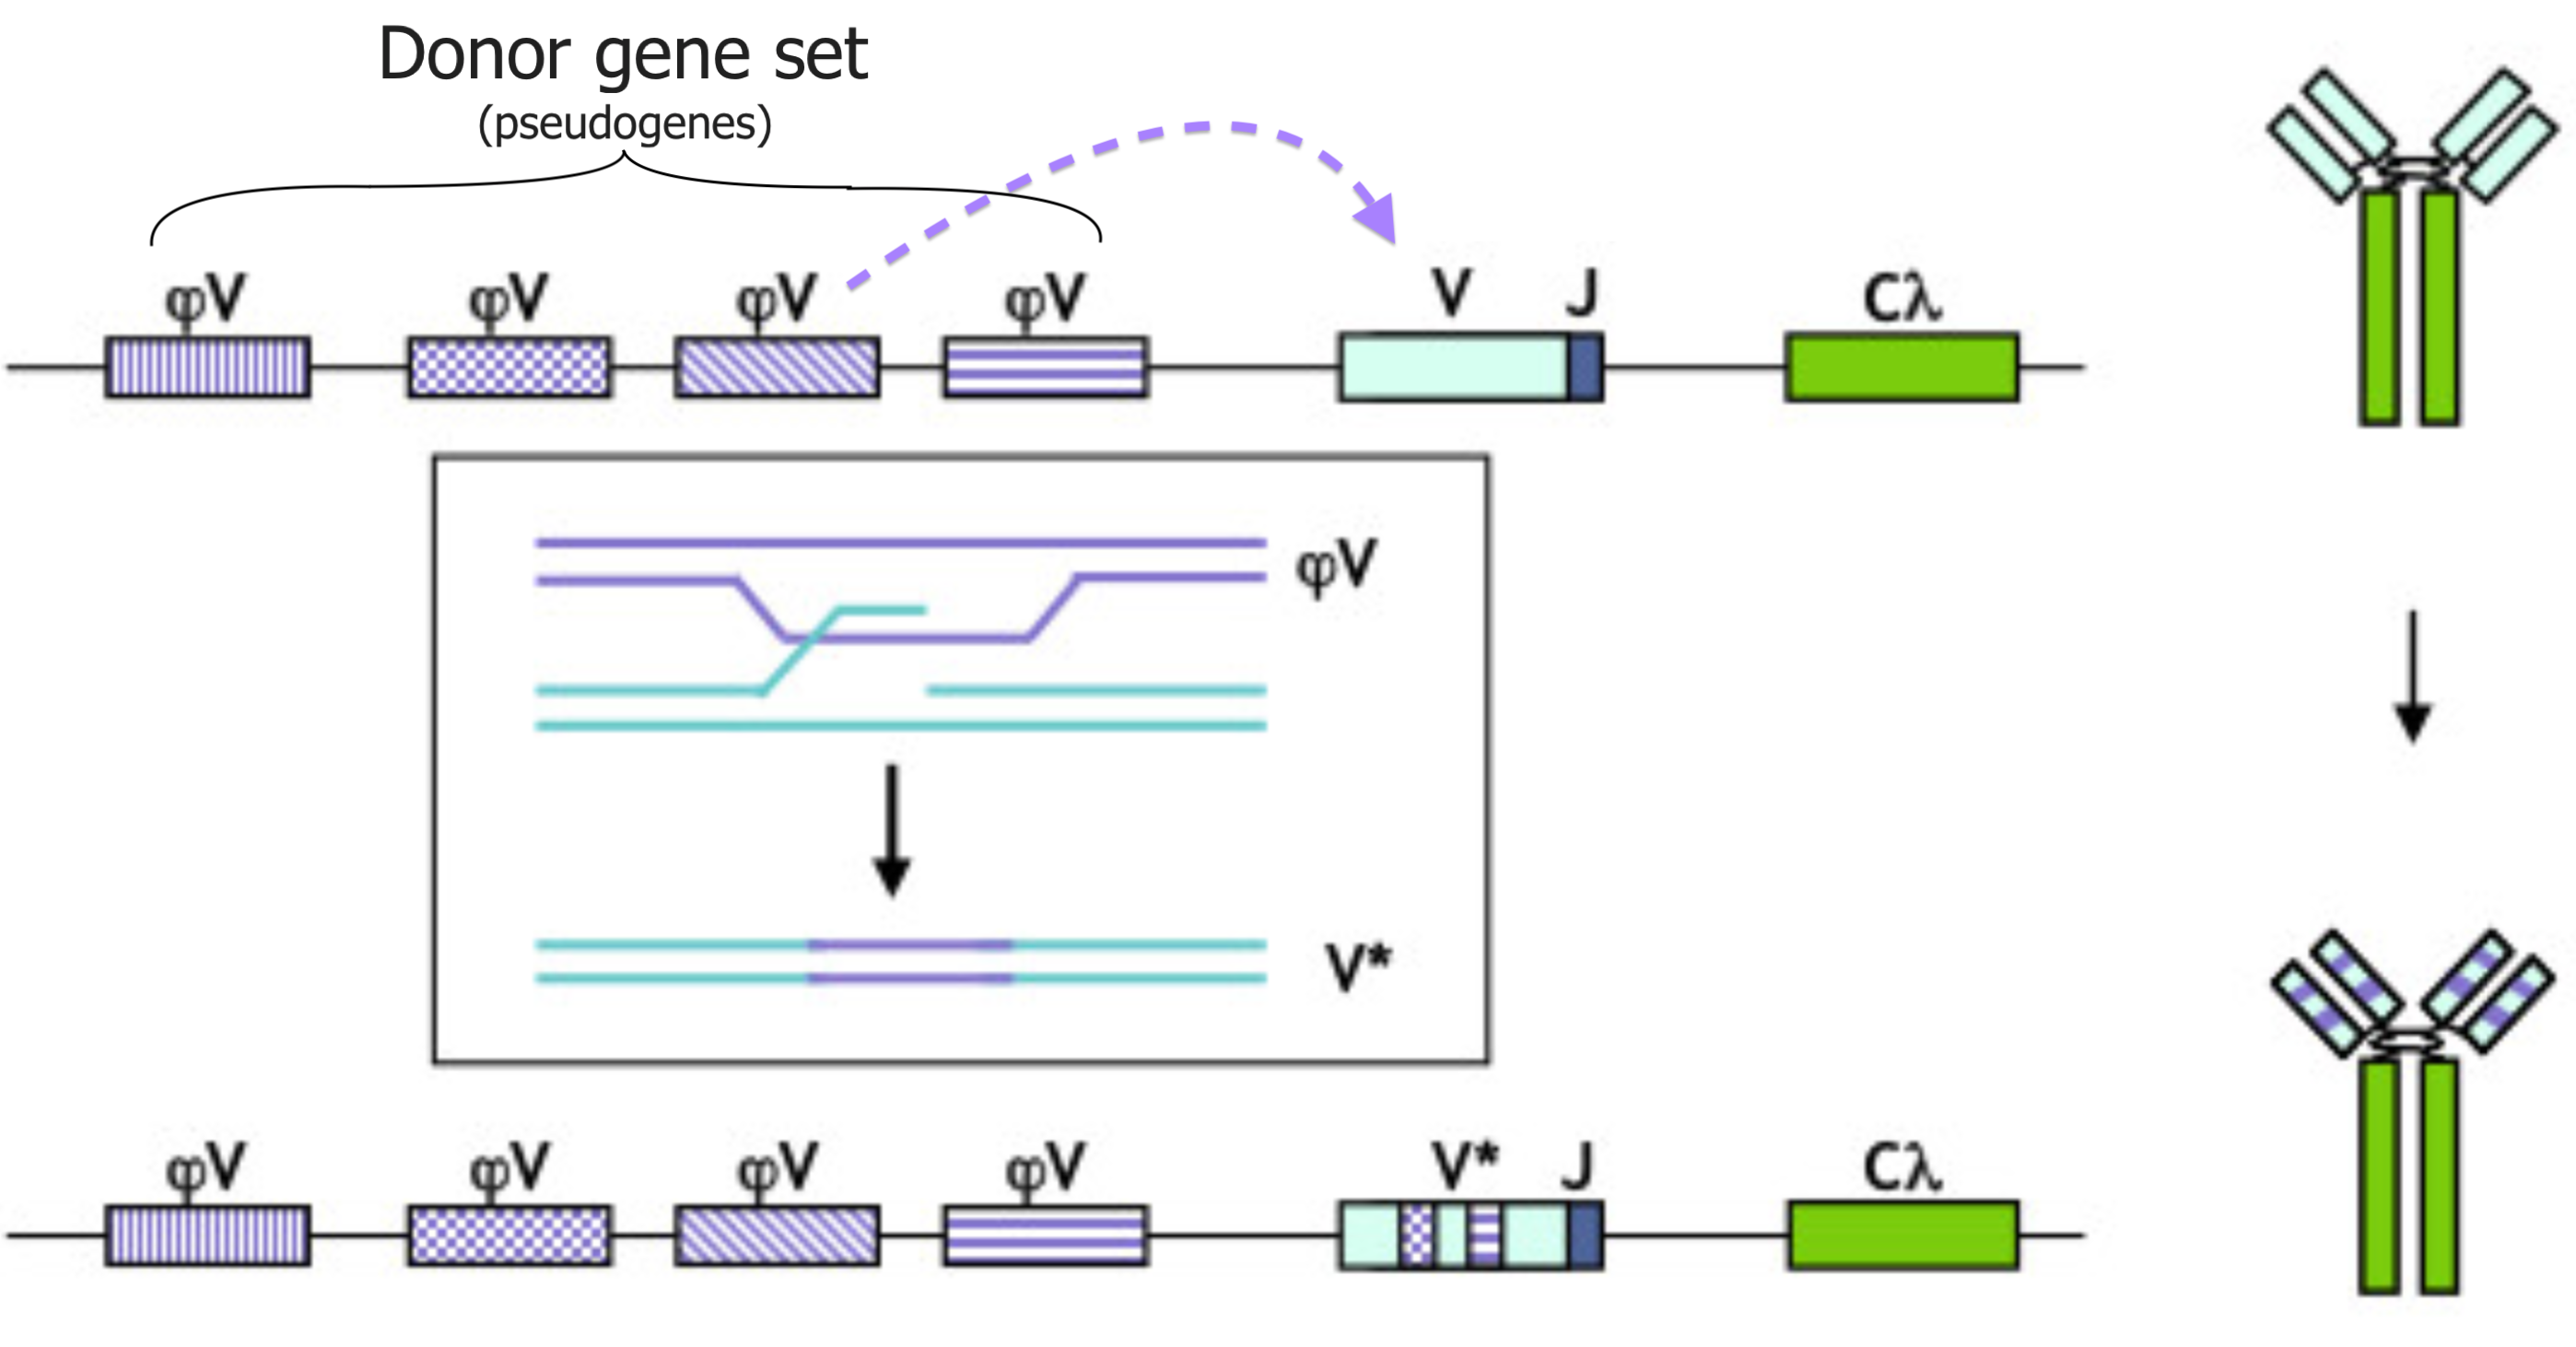 Donor gene set
(pseudogenes)
φV φV φV φV V J Cλ
φV
V*
φV φV φV φV V* J Cλ